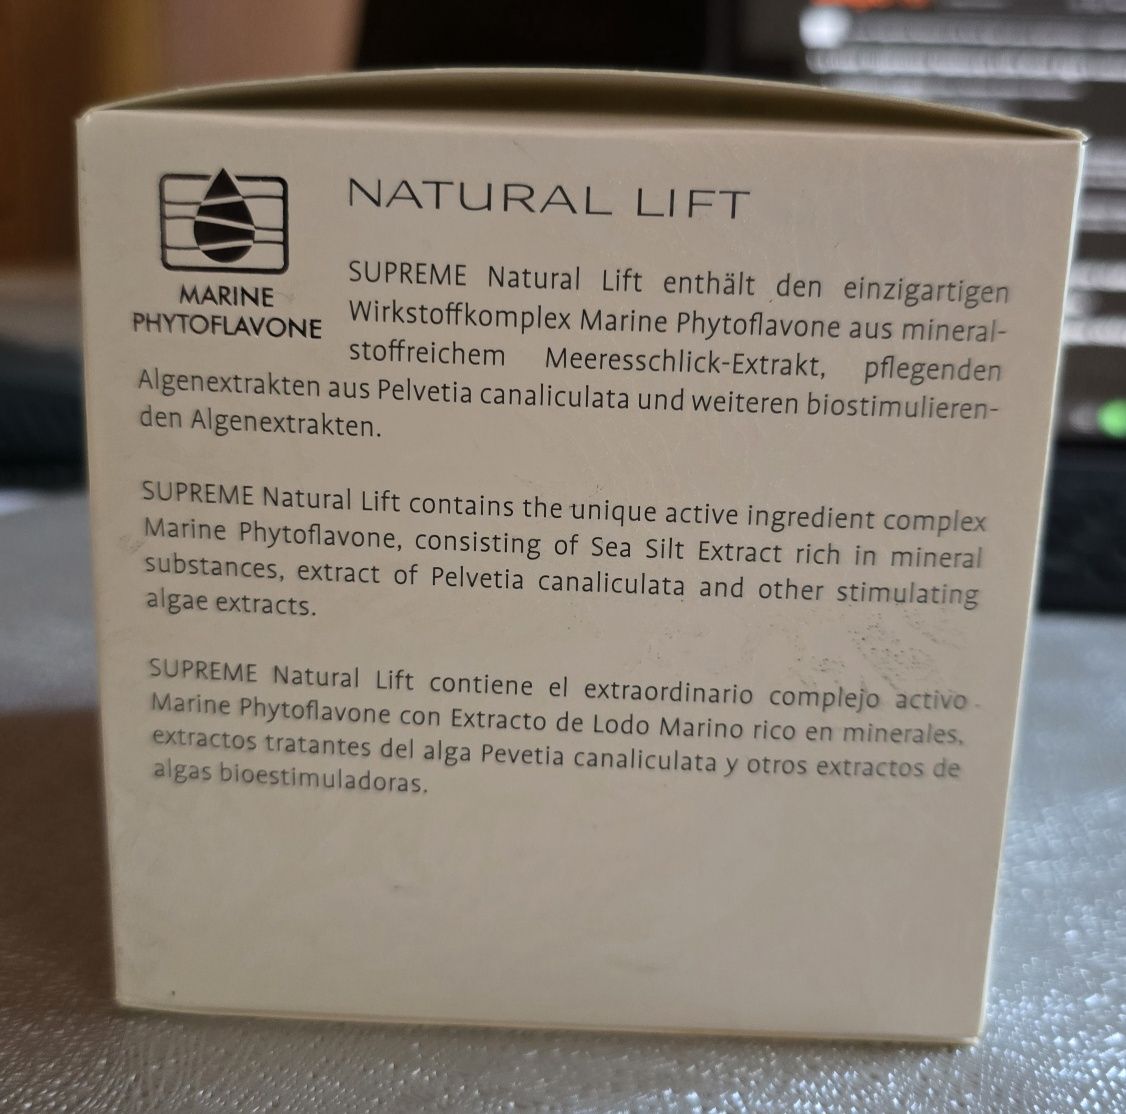 NATURAL LIFT
MARINE
PHYTOFLAVONE
SUPREME Natural Lift enthält den einzigartigen
Wirkstoffkomplex Marine Phytoflavone aus mineral-
stoffreichem Meeresschlick-Extrakt, pflegenden
Algenextrakten aus Pelvetia canaliculata und weiteren biostimulieren-
den Algenextrakten.
SUPREME Natural Lift contains the unique active ingredient complex
Marine Phytoflavone, consisting of Sea Silt Extract rich in mineral
substances, extract of Pelvetia canaliculata and other stimulating
algae extracts.
SUPREME Natural Lift contiene el extraordinario complejo activo
Marine Phytoflavone con Extracto de Lodo Marino rico en minerales,
extractos tratantes del alga Pevetia canaliculata y otros extractos de
algas bioestimuladoras.